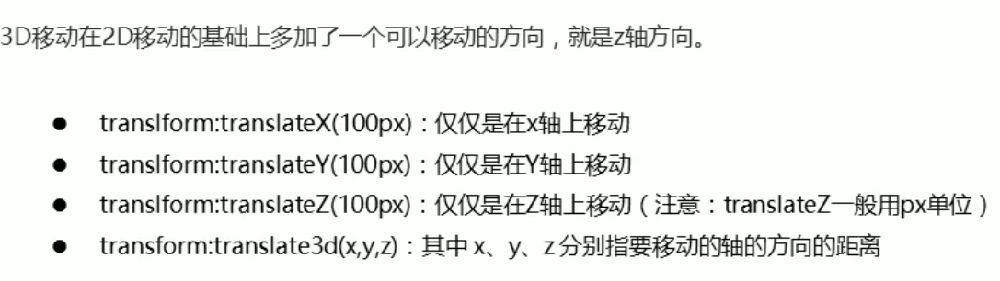 3D移动在2D移动的基础上多加了一个可以移动的方向，就是z轴方向。
● translform:translateX(100px)：仅仅是在x轴上移动
● translform:translateY(100px)：仅仅是在Y轴上移动
● translform:translateZ(100px)：仅仅是在Z轴上移动（注意：translateZ一般用px单位）
● transform:translate3d(x,y,z)：其中 x、y、z 分别指要移动的轴的方向的距离